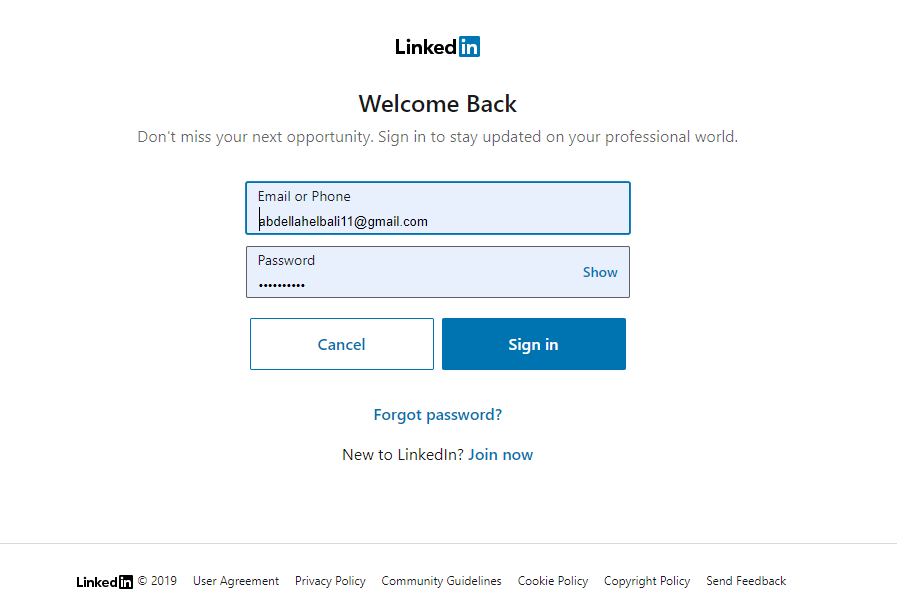 LinkedIn
Welcome Back
Don't miss your next opportunity. Sign in to stay updated on your professional world.
Email or Phone
abdellahelbali11@gmail.com
Password
••••••••••
Show
Cancel
Sign in
Forgot password?
New to LinkedIn? Join now
LinkedIn © 2019 User Agreement Privacy Policy Community Guidelines Cookie Policy Copyright Policy Send Feedback